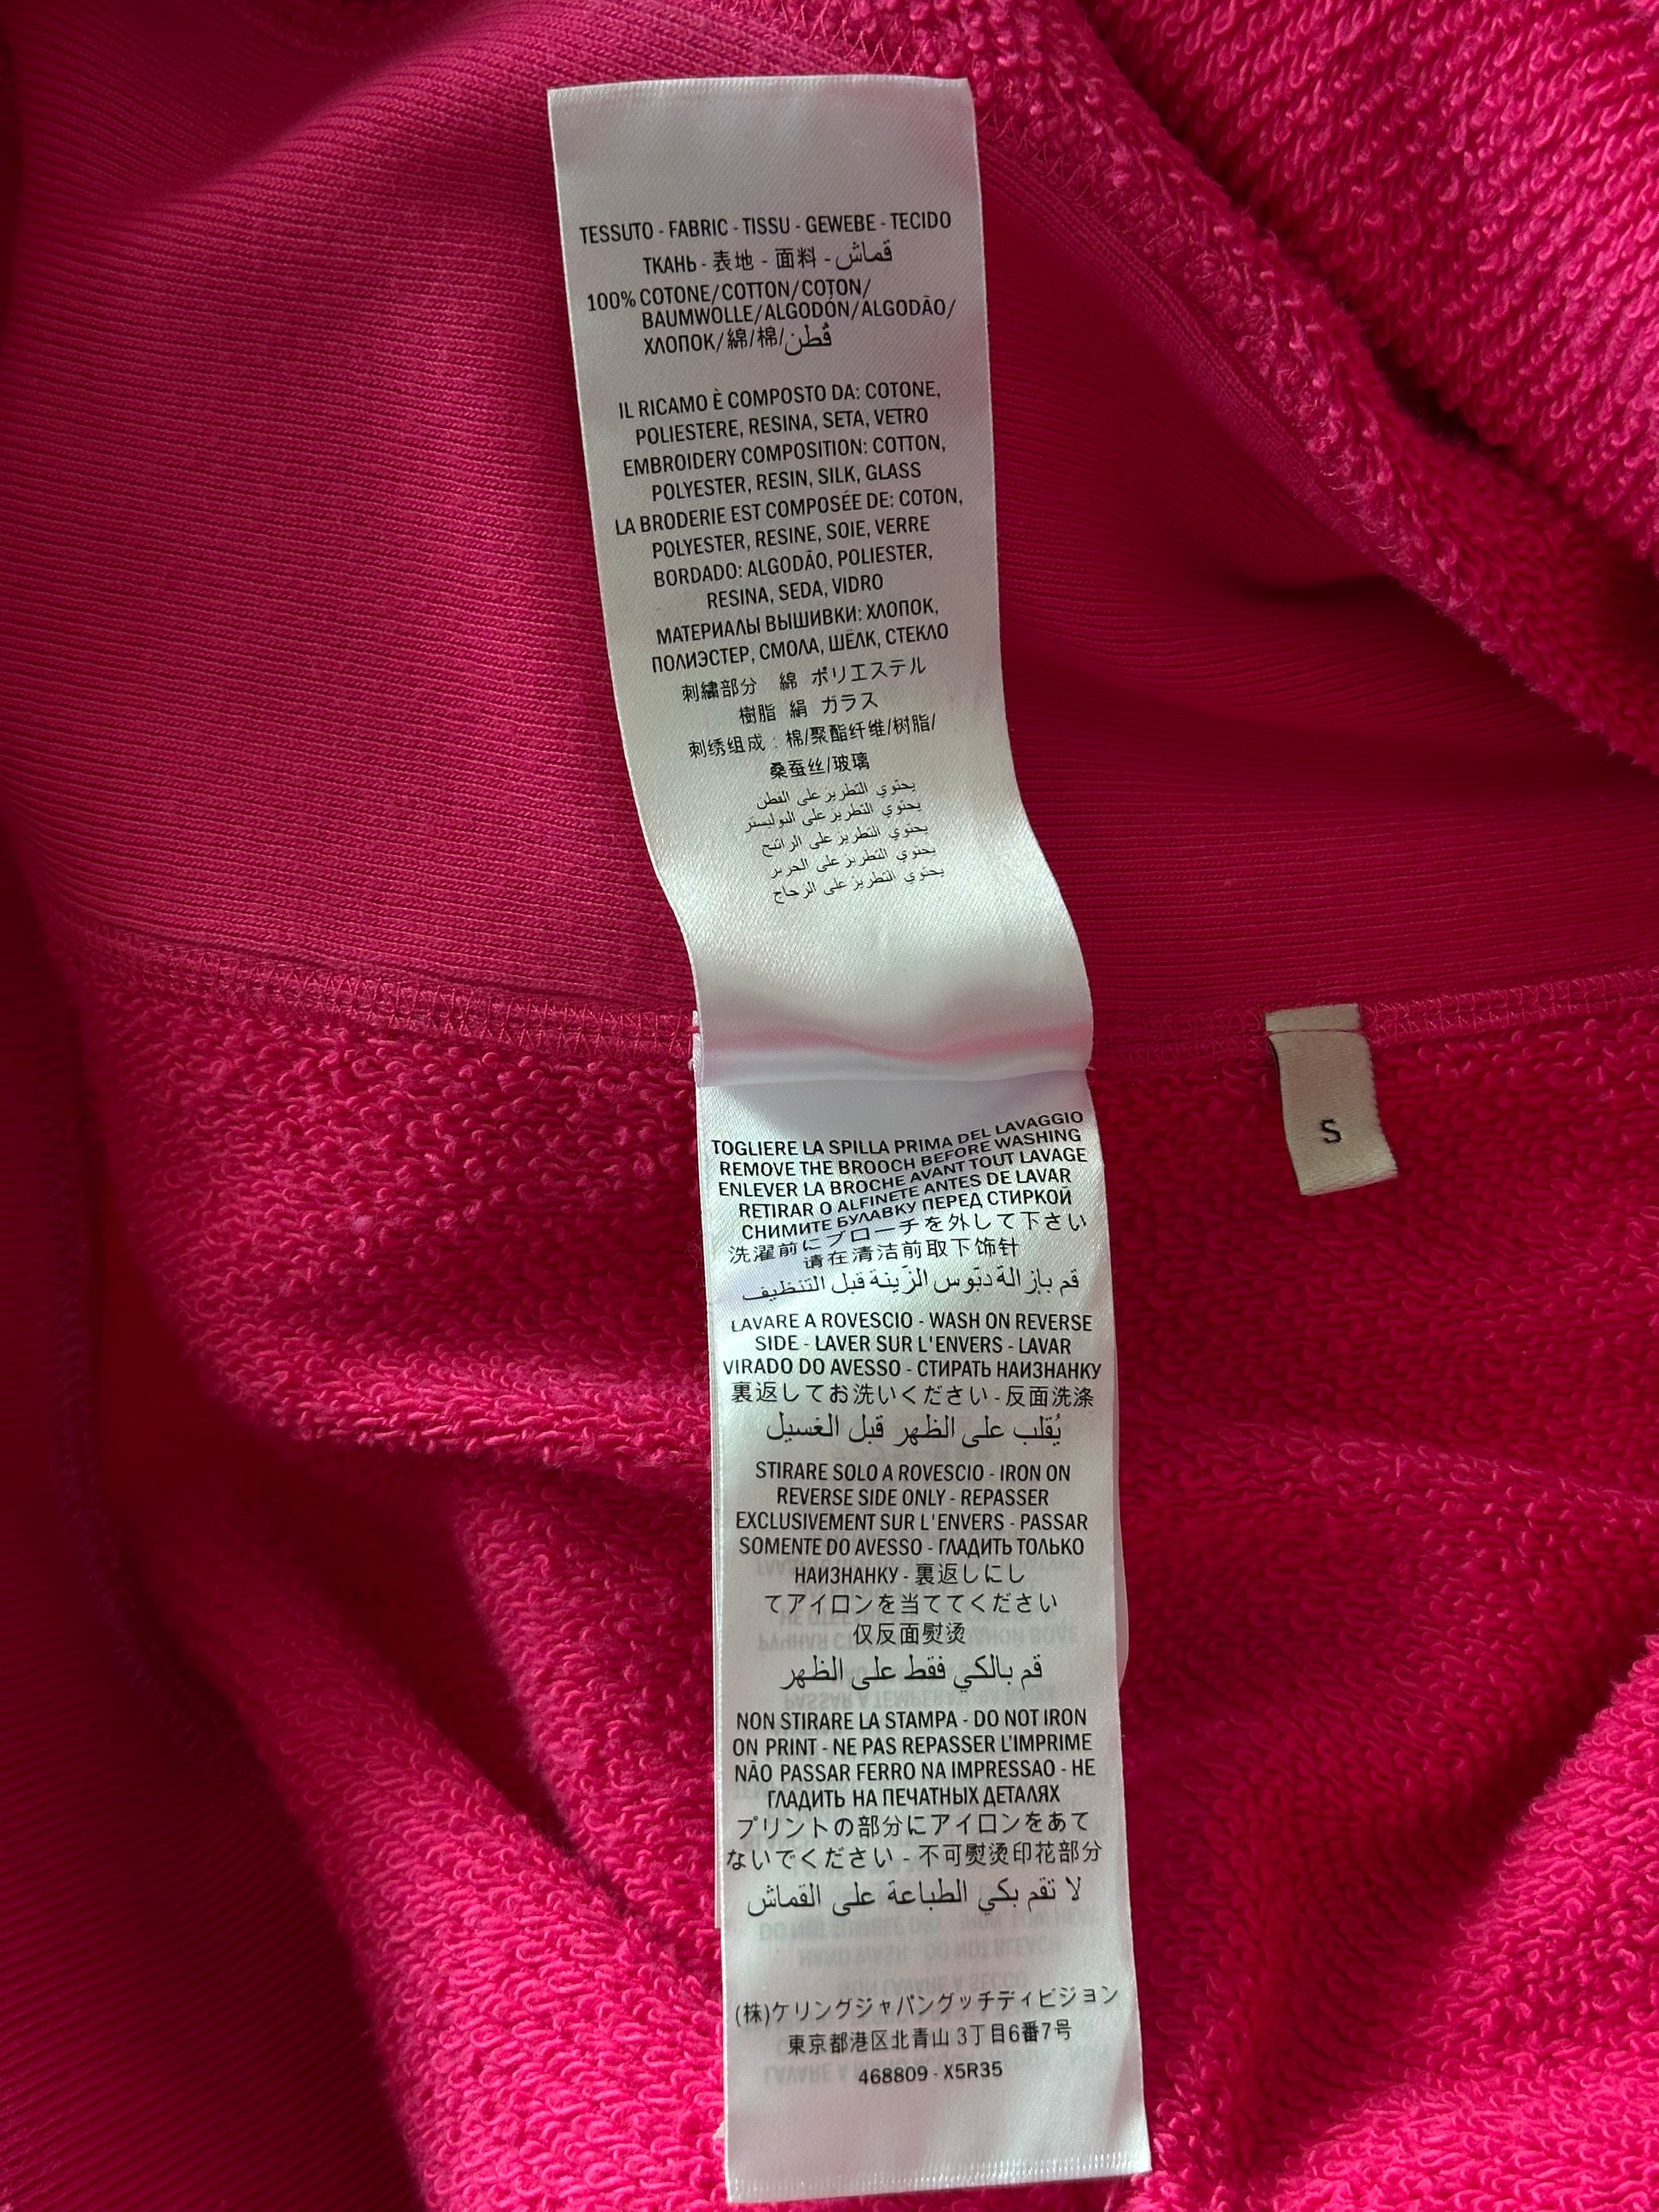 TESSUTO - FABRIC - TISSU - GEWEBE - TECIDO
ТКАНЬ - 表地 - 面料 - قماش
100% COTONE/COTTON/COTON/
BAUMWOLLE/ALGODÓN/ALGODÃO/
ХЛОПОК/綿/棉/قُطن
IL RICAMO È COMPOSTO DA: COTONE,
POLIESTERE, RESINA, SETA, VETRO
EMBROIDERY COMPOSITION: COTTON,
POLYESTER, RESIN, SILK, GLASS
LA BRODERIE EST COMPOSÉE DE: COTON,
POLYESTER, RESINE, SOIE, VERRE
BORDADO: ALGODÃO, POLIESTER,
RESINA, SEDA, VIDRO
МАТЕРИАЛЫ ВЫШИВКИ: ХЛОПОК,
ПОЛИЭСТЕР, СМОЛА, ШЁЛК, СТЕКЛО
刺繍部分 綿 ポリエステル
樹脂 絹 ガラス
刺绣组成 : 棉/聚酯纤维/树脂/
桑蚕丝/玻璃
يحتوي التطريز على القطن
يحتوي التطريز على البوليستر
يحتوي التطريز على الراتنج
يحتوي التطريز على الحرير
يحتوي التطريز على الزجاج
TOGLIERE LA SPILLA PRIMA DEL LAVAGGIO
REMOVE THE BROOCH BEFORE WASHING
ENLEVER LA BROCHE AVANT TOUT LAVAGE
RETIRAR O ALFINETE ANTES DE LAVAR
СНИМИТЕ БУЛАВКУ ПЕРЕД СТИРКОЙ
洗濯前にブローチを外して下さい
请在清洁前取下饰针
قم بإزالة دبّوس الزّينة قبل التنظيف
LAVARE A ROVESCIO - WASH ON REVERSE
SIDE - LAVER SUR L'ENVERS - LAVAR
VIRADO DO AVESSO - СТИРАТЬ НАИЗНАНКУ
裏返してお洗いください - 反面洗涤
يُقلب على الظهر قبل الغسيل
STIRARE SOLO A ROVESCIO - IRON ON
REVERSE SIDE ONLY - REPASSER
EXCLUSIVEMENT SUR L'ENVERS - PASSAR
SOMENTE DO AVESSO - ГЛАДИТЬ ТОЛЬКО
НАИЗНАНКУ - 裏返しにし
てアイロンを当ててください
仅反面熨烫
قم بالكي فقط على الظهر
NON STIRARE LA STAMPA - DO NOT IRON
ON PRINT - NE PAS REPASSER L'IMPRIME
NÃO PASSAR FERRO NA IMPRESSAO - НЕ
ГЛАДИТЬ НА ПЕЧАТНЫХ ДЕТАЛЯХ
プリントの部分にアイロンをあて
ないでください - 不可熨烫印花部分
لا تقم بكي الطباعة على القماش
(株)ケリングジャパングッチディビジョン
東京都港区北青山 3丁目6番7号
468809 - X5R35
S